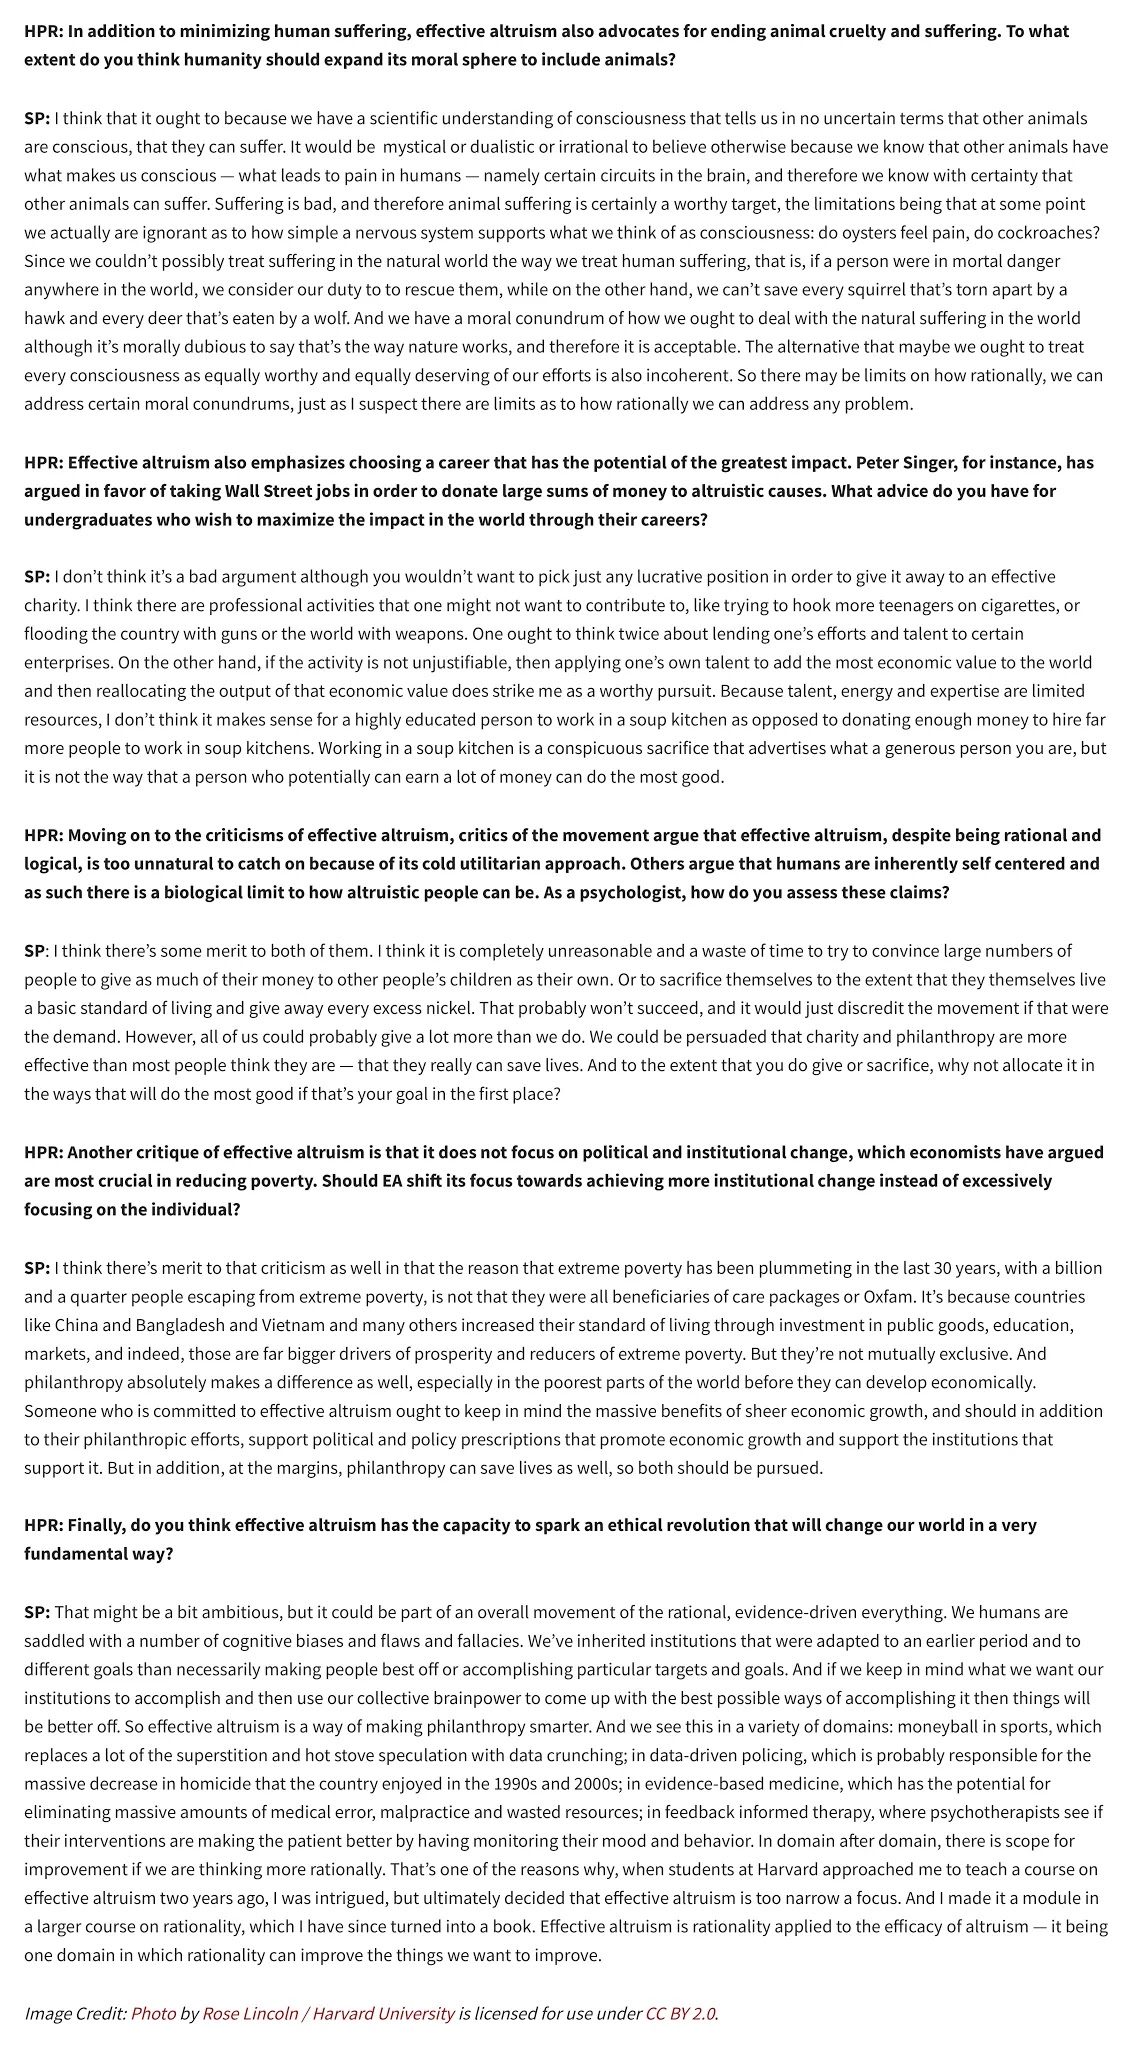 HPR: In addition to minimizing human suffering, effective altruism also advocates for ending animal cruelty and suffering. To what
extent do you think humanity should expand its moral sphere to include animals?
SP: I think that it ought to because we have a scientific understanding of consciousness that tells us in no uncertain terms that other animals
are conscious, that they can suffer. It would be  mystical or dualistic or irrational to believe otherwise because we know that other animals have
what makes us conscious — what leads to pain in humans — namely certain circuits in the brain, and therefore we know with certainty that
other animals can suffer. Suffering is bad, and therefore animal suffering is certainly a worthy target, the limitations being that at some point
we actually are ignorant as to how simple a nervous system supports what we think of as consciousness: do oysters feel pain, do cockroaches?
Since we couldn’t possibly treat suffering in the natural world the way we treat human suffering, that is, if a person were in mortal danger
anywhere in the world, we consider our duty to to rescue them, while on the other hand, we can’t save every squirrel that’s torn apart by a
hawk and every deer that’s eaten by a wolf. And we have a moral conundrum of how we ought to deal with the natural suffering in the world
although it’s morally dubious to say that’s the way nature works, and therefore it is acceptable. The alternative that maybe we ought to treat
every consciousness as equally worthy and equally deserving of our efforts is also incoherent. So there may be limits on how rationally, we can
address certain moral conundrums, just as I suspect there are limits as to how rationally we can address any problem.
HPR: Effective altruism also emphasizes choosing a career that has the potential of the greatest impact. Peter Singer, for instance, has
argued in favor of taking Wall Street jobs in order to donate large sums of money to altruistic causes. What advice do you have for
undergraduates who wish to maximize the impact in the world through their careers?
SP: I don’t think it’s a bad argument although you wouldn’t want to pick just any lucrative position in order to give it away to an effective
charity. I think there are professional activities that one might not want to contribute to, like trying to hook more teenagers on cigarettes, or
flooding the country with guns or the world with weapons. One ought to think twice about lending one’s efforts and talent to certain
enterprises. On the other hand, if the activity is not unjustifiable, then applying one’s own talent to add the most economic value to the world
and then reallocating the output of that economic value does strike me as a worthy pursuit. Because talent, energy and expertise are limited
resources, I don’t think it makes sense for a highly educated person to work in a soup kitchen as opposed to donating enough money to hire far
more people to work in soup kitchens. Working in a soup kitchen is a conspicuous sacrifice that advertises what a generous person you are, but
it is not the way that a person who potentially can earn a lot of money can do the most good.
HPR: Moving on to the criticisms of effective altruism, critics of the movement argue that effective altruism, despite being rational and
logical, is too unnatural to catch on because of its cold utilitarian approach. Others argue that humans are inherently self centered and
as such there is a biological limit to how altruistic people can be. As a psychologist, how do you assess these claims?
SP: I think there’s some merit to both of them. I think it is completely unreasonable and a waste of time to try to convince large numbers of
people to give as much of their money to other people’s children as their own. Or to sacrifice themselves to the extent that they themselves live
a basic standard of living and give away every excess nickel. That probably won’t succeed, and it would just discredit the movement if that were
the demand. However, all of us could probably give a lot more than we do. We could be persuaded that charity and philanthropy are more
effective than most people think they are — that they really can save lives. And to the extent that you do give or sacrifice, why not allocate it in
the ways that will do the most good if that’s your goal in the first place?
HPR: Another critique of effective altruism is that it does not focus on political and institutional change, which economists have argued
are most crucial in reducing poverty. Should EA shift its focus towards achieving more institutional change instead of excessively
focusing on the individual?
SP: I think there’s merit to that criticism as well in that the reason that extreme poverty has been plummeting in the last 30 years, with a billion
and a quarter people escaping from extreme poverty, is not that they were all beneficiaries of care packages or Oxfam. It’s because countries
like China and Bangladesh and Vietnam and many others increased their standard of living through investment in public goods, education,
markets, and indeed, those are far bigger drivers of prosperity and reducers of extreme poverty. But they’re not mutually exclusive. And
philanthropy absolutely makes a difference as well, especially in the poorest parts of the world before they can develop economically.
Someone who is committed to effective altruism ought to keep in mind the massive benefits of sheer economic growth, and should in addition
to their philanthropic efforts, support political and policy prescriptions that promote economic growth and support the institutions that
support it. But in addition, at the margins, philanthropy can save lives as well, so both should be pursued.
HPR: Finally, do you think effective altruism has the capacity to spark an ethical revolution that will change our world in a very
fundamental way?
SP: That might be a bit ambitious, but it could be part of an overall movement of the rational, evidence-driven everything. We humans are
saddled with a number of cognitive biases and flaws and fallacies. We’ve inherited institutions that were adapted to an earlier period and to
different goals than necessarily making people best off or accomplishing particular targets and goals. And if we keep in mind what we want our
institutions to accomplish and then use our collective brainpower to come up with the best possible ways of accomplishing it then things will
be better off. So effective altruism is a way of making philanthropy smarter. And we see this in a variety of domains: moneyball in sports, which
replaces a lot of the superstition and hot stove speculation with data crunching; in data-driven policing, which is probably responsible for the
massive decrease in homicide that the country enjoyed in the 1990s and 2000s; in evidence-based medicine, which has the potential for
eliminating massive amounts of medical error, malpractice and wasted resources; in feedback informed therapy, where psychotherapists see if
their interventions are making the patient better by having monitoring their mood and behavior. In domain after domain, there is scope for
improvement if we are thinking more rationally. That’s one of the reasons why, when students at Harvard approached me to teach a course on
effective altruism two years ago, I was intrigued, but ultimately decided that effective altruism is too narrow a focus. And I made it a module in
a larger course on rationality, which I have since turned into a book. Effective altruism is rationality applied to the efficacy of altruism — it being
one domain in which rationality can improve the things we want to improve.
Image Credit: Photo by Rose Lincoln / Harvard University is licensed for use under CC BY 2.0.